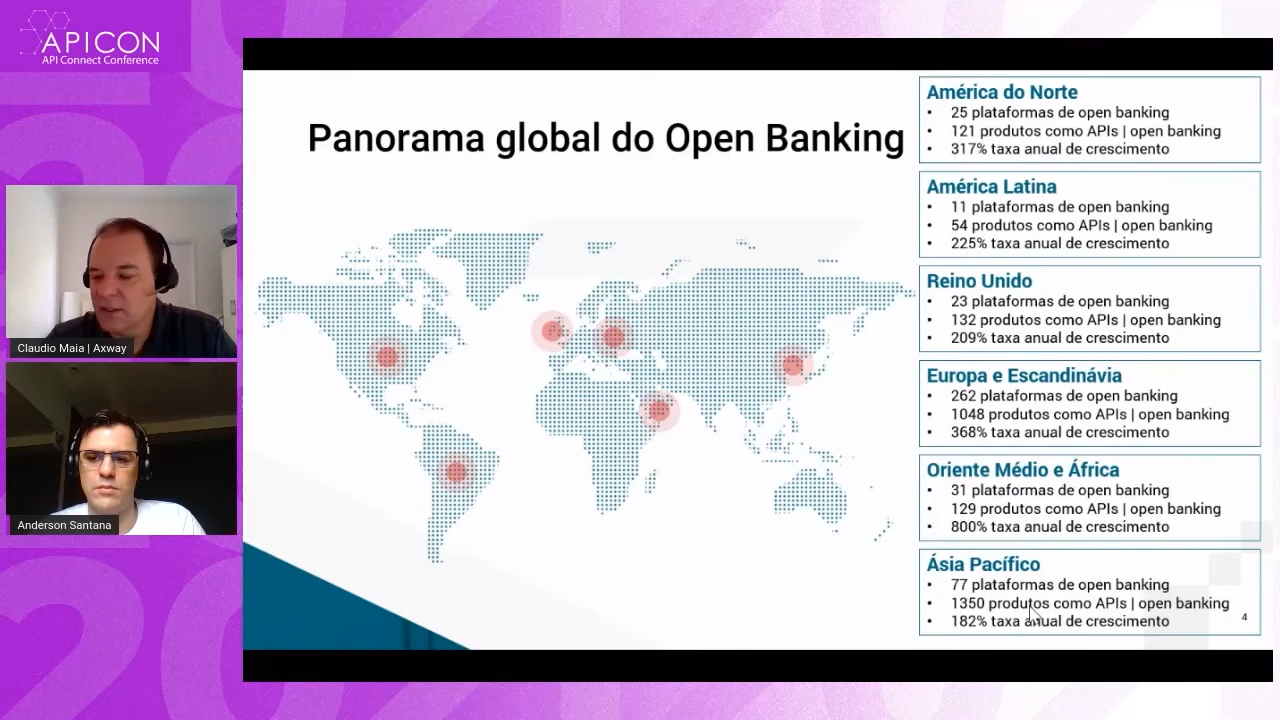 APICON
API Connect Conference
Claudio Maia | Axway
Anderson Santana
Panorama global do Open Banking
América do Norte
• 25 plataformas de open banking
• 121 produtos como APIs | open banking
• 317% taxa anual de crescimento
América Latina
• 11 plataformas de open banking
• 54 produtos como APIs | open banking
• 225% taxa anual de crescimento
Reino Unido
• 23 plataformas de open banking
• 132 produtos como APIs | open banking
• 209% taxa anual de crescimento
Europa e Escandinávia
• 262 plataformas de open banking
• 1048 produtos como APIs | open banking
• 368% taxa anual de crescimento
Oriente Médio e África
• 31 plataformas de open banking
• 129 produtos como APIs | open banking
• 800% taxa anual de crescimento
Ásia Pacífico
• 77 plataformas de open banking
• 1350 produtos como APIs | open banking
• 182% taxa anual de crescimento
4